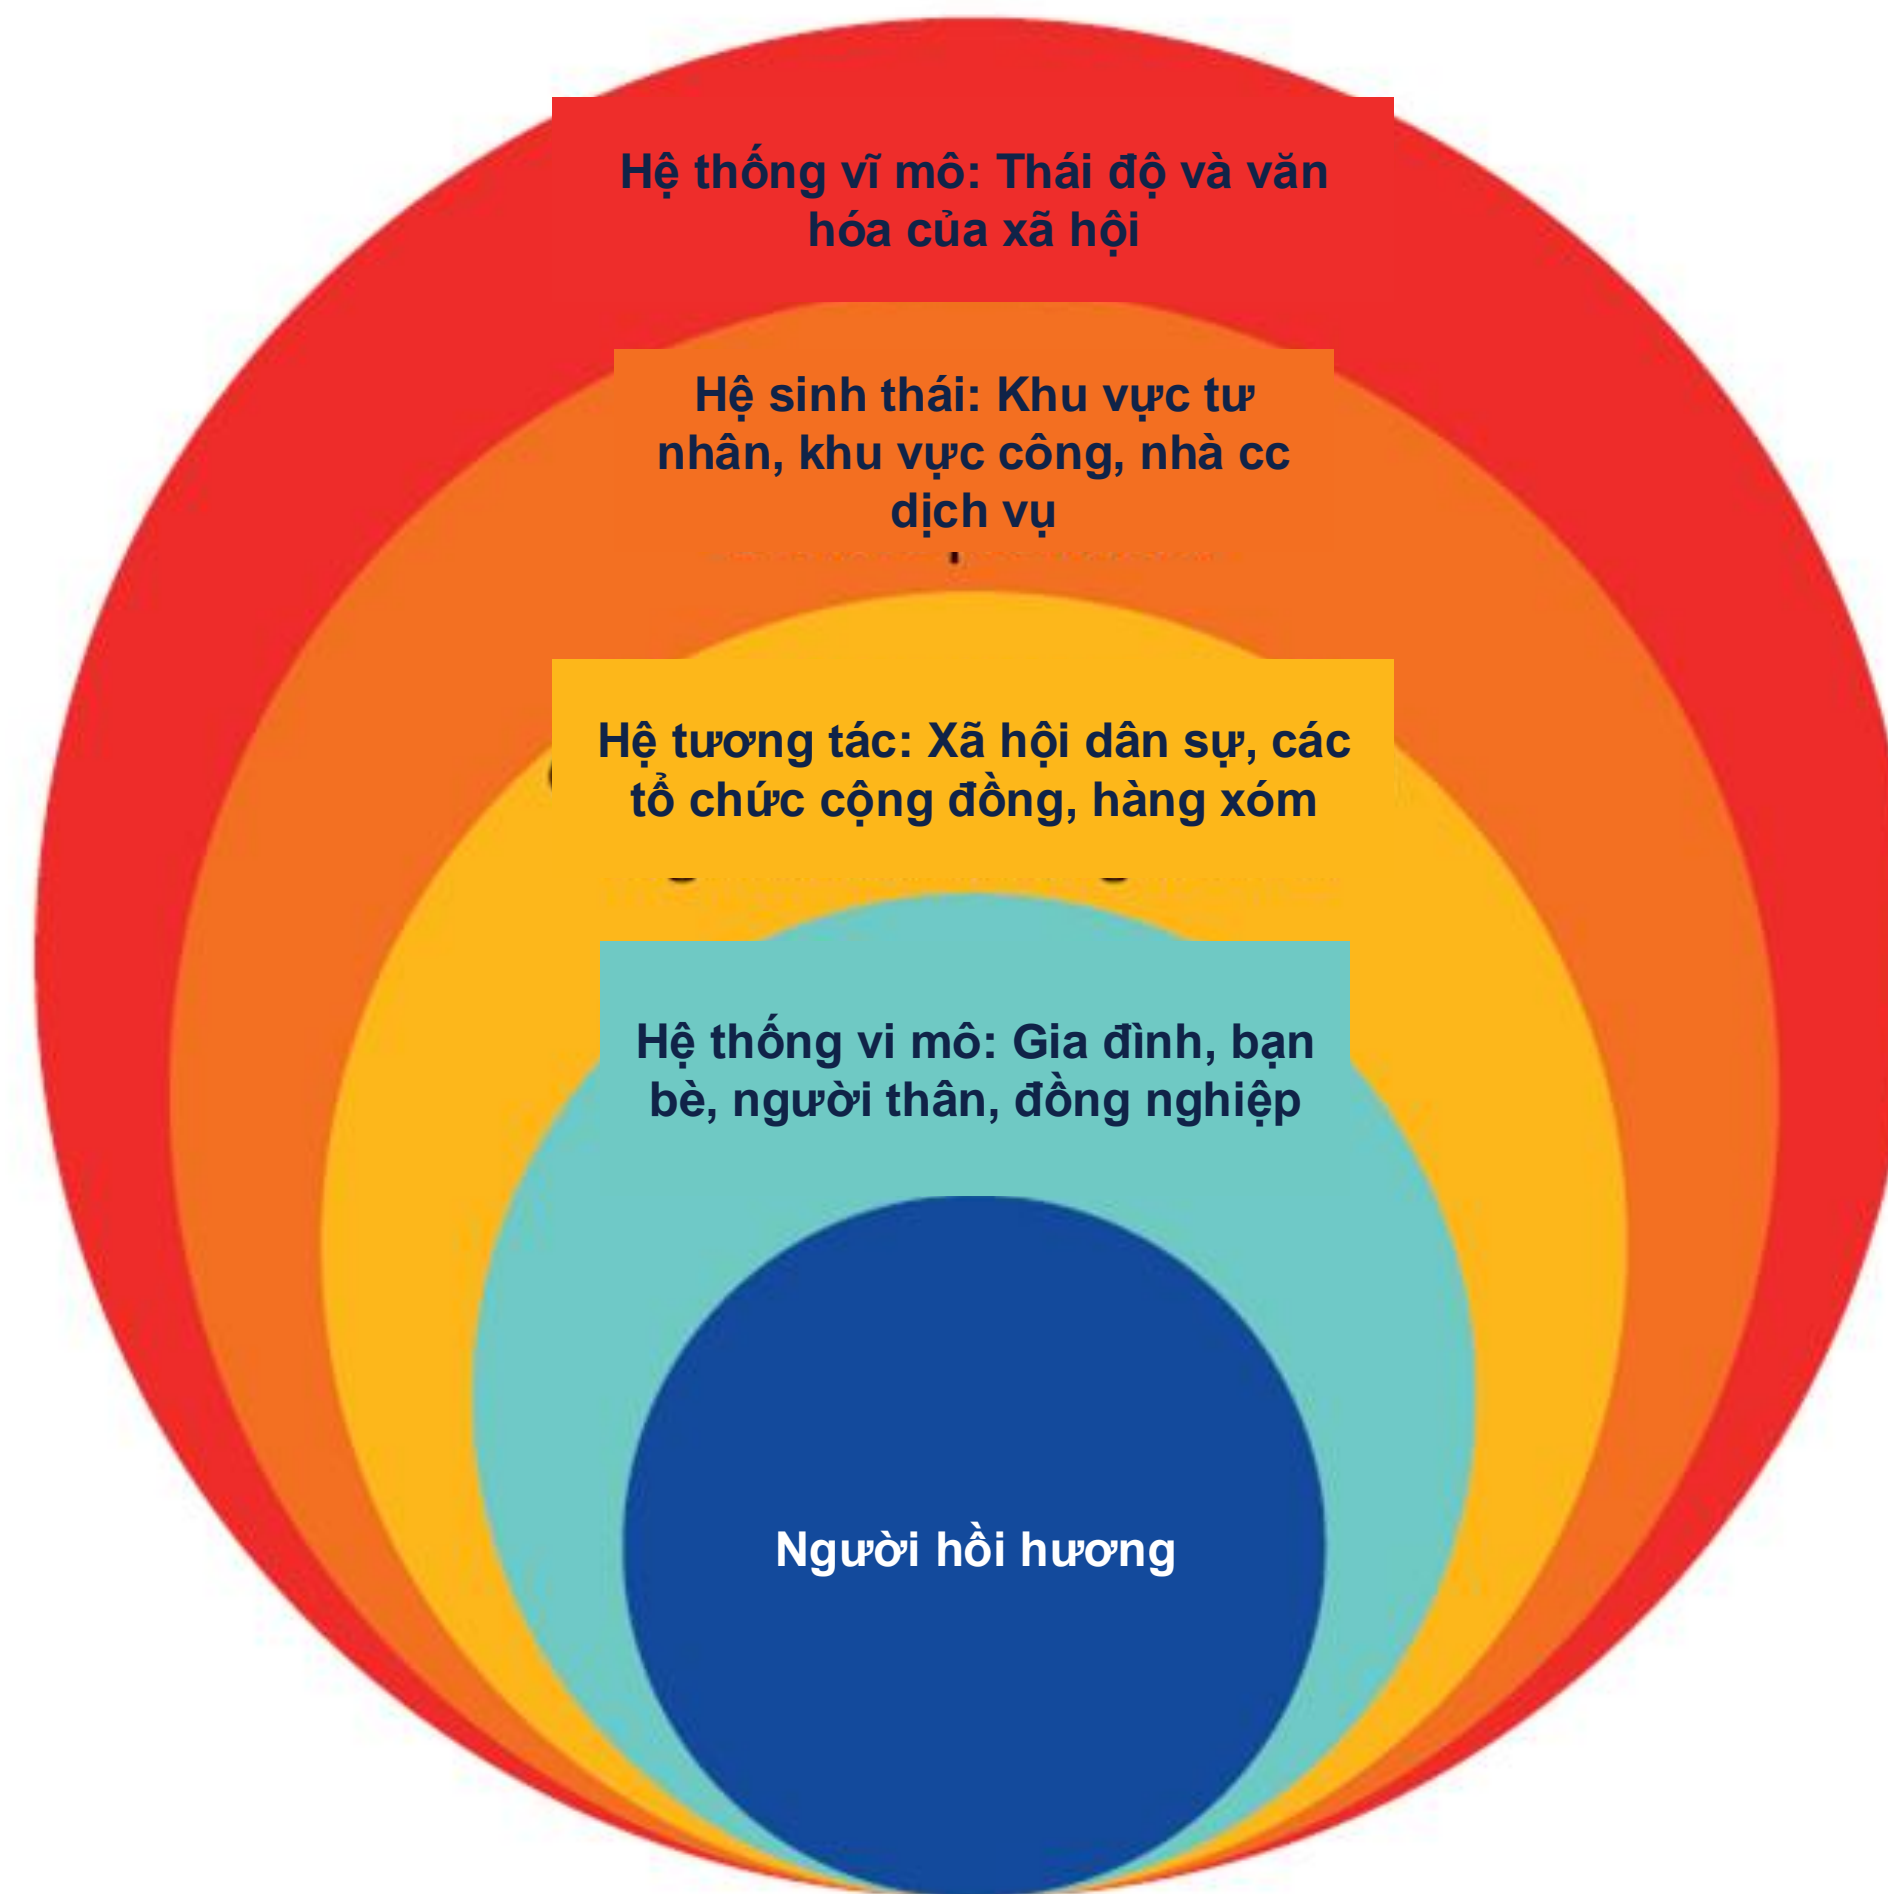 Hệ thống vĩ mô: Thái độ và văn
hóa của xã hội
Hệ sinh thái: Khu vực tư
nhân, khu vực công, nhà cc
dịch vụ
Hệ tương tác: Xã hội dân sự, các
tổ chức cộng đồng, hàng xóm
Hệ thống vi mô: Gia đình, bạn
bè, người thân, đồng nghiệp
Người hồi hương